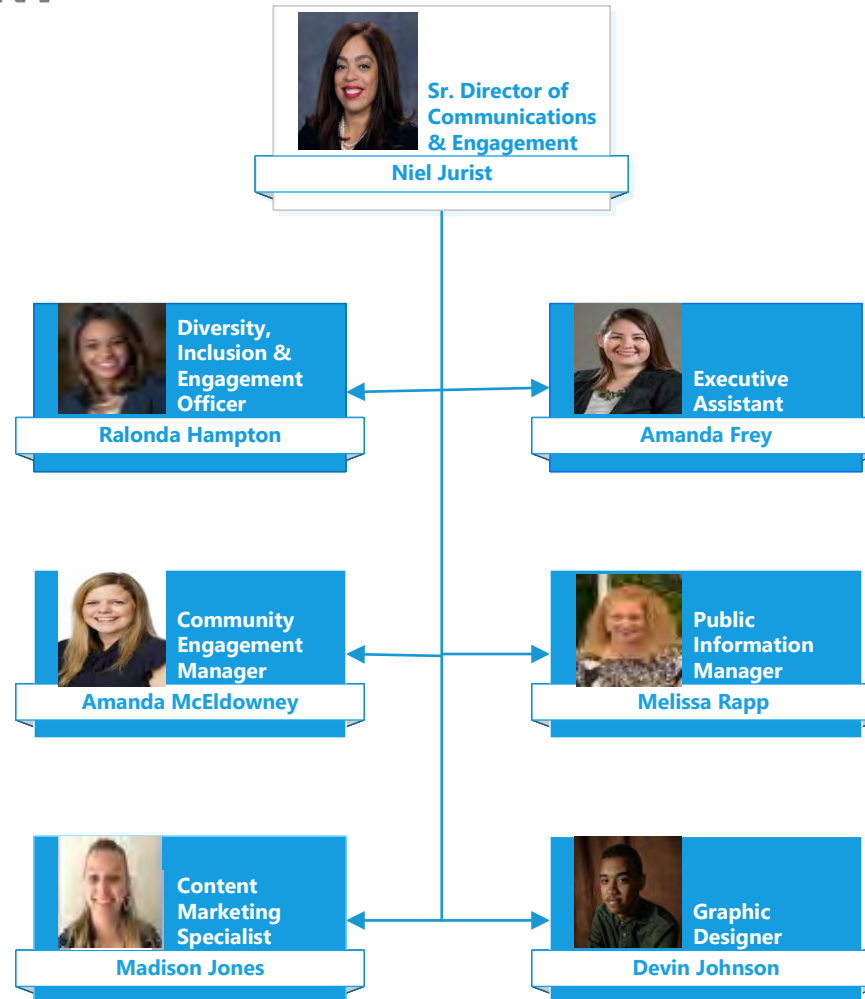 Sr. Director of
Communications
& Engagement
Niel Jurist
Diversity,
Inclusion &
Engagement
Officer
Ralonda Hampton
Executive
Assistant
Amanda Frey
Community
Engagement
Manager
Amanda McEldowney
Public
Information
Manager
Melissa Rapp
Content
Marketing
Specialist
Madison Jones
Graphic
Designer
Devin Johnson